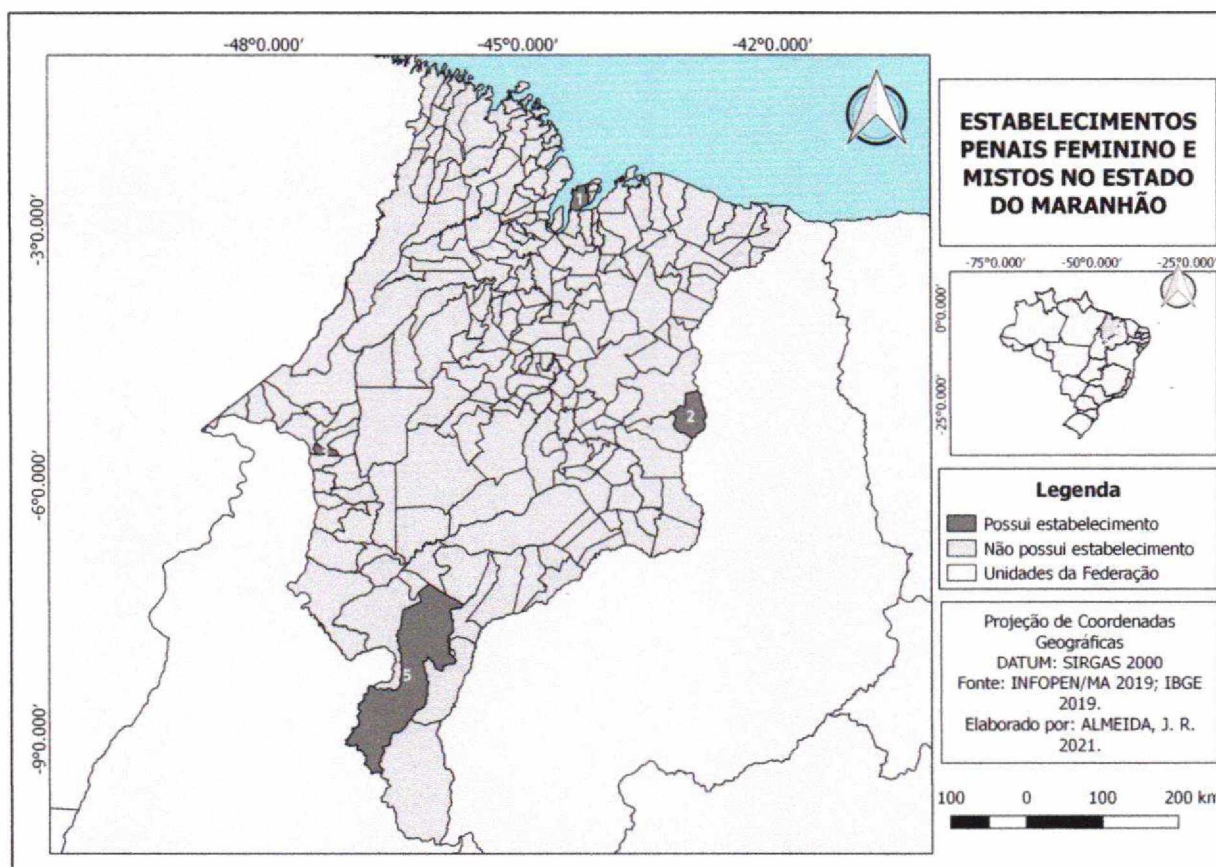 -48°0.000' -45°0.000' -42°0.000'
-3°0.000'
-6°0.000'
-9°0.000'
1
2
5
ESTABELECIMENTOS
PENAIS FEMININO E
MISTOS NO ESTADO
DO MARANHÃO
-75°0.000' -50°0.000' -25°0.000'
0°0.000'
-25°0.000'
Legenda
Possui estabelecimento
Não possui estabelecimento
Unidades da Federação
Projeção de Coordenadas
Geográficas
DATUM: SIRGAS 2000
Fonte: INFOPEN/MA 2019; IBGE
2019.
Elaborado por: ALMEIDA, J. R.
2021.
100 0 100 200 km